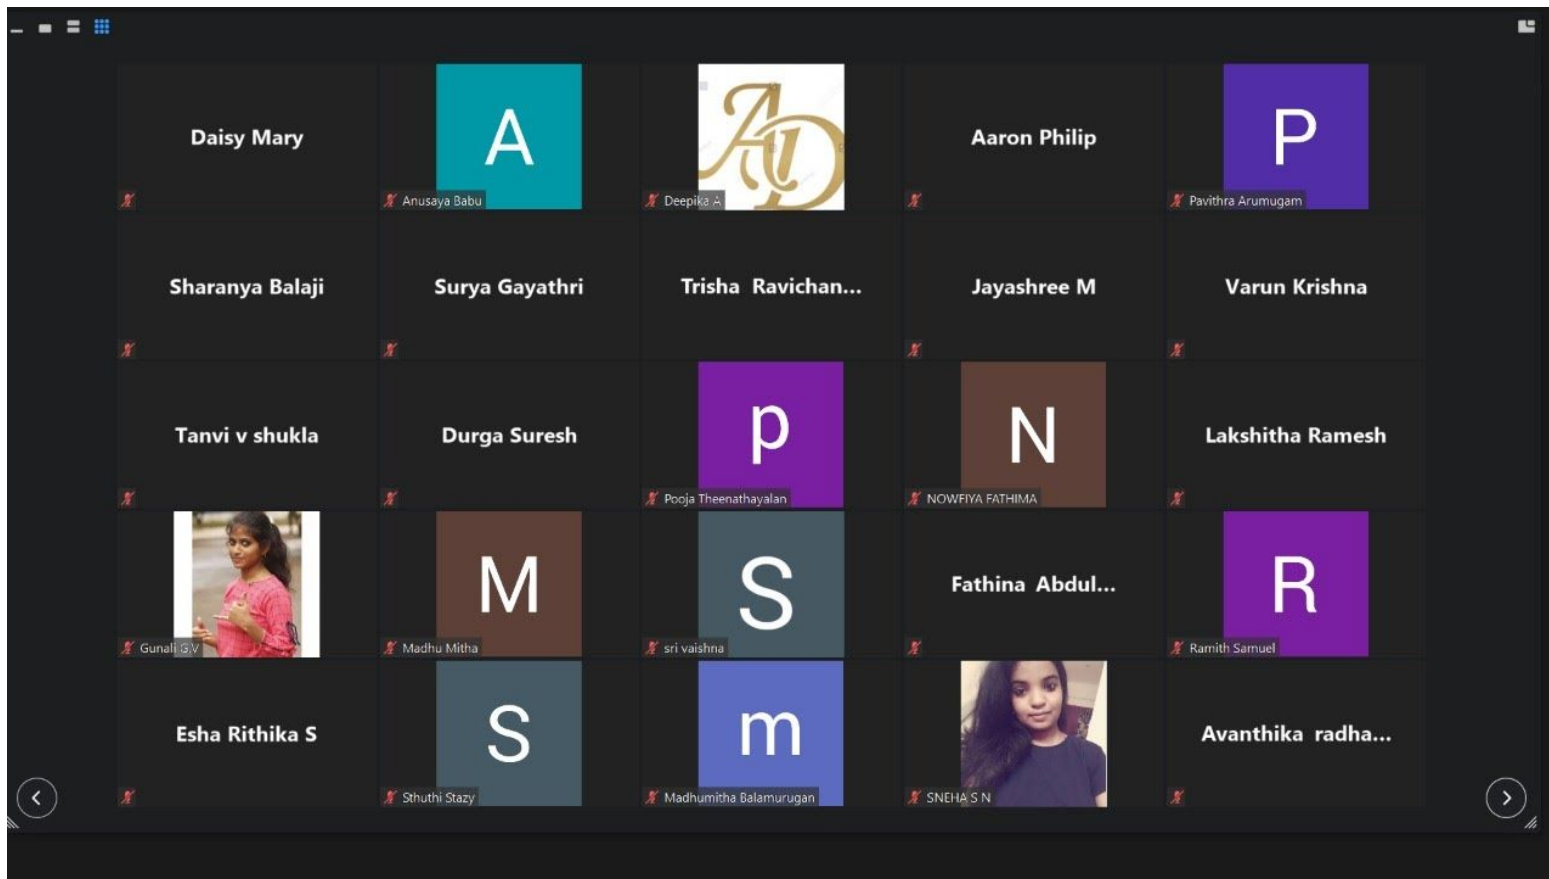 Daisy Mary
A
Anusaya Babu
AD
Deepika A
Aaron Philip
P
Pavithra Arumugam
Sharanya Balaji
Surya Gayathri
Trisha Ravichan...
Jayashree M
Varun Krishna
Tanvi v shukla
Durga Suresh
p
Pooja Theenathayalan
N
NOWFIYA FATHIMA
Lakshitha Ramesh
Gunali G.V
M
Madhu Mitha
S
sri vaishna
Fathina Abdul...
R
Ramith Samuel
Esha Rithika S
S
Sthuthi Stazy
m
Madhumitha Balamurugan
SNEHA S N
Avanthika radha...